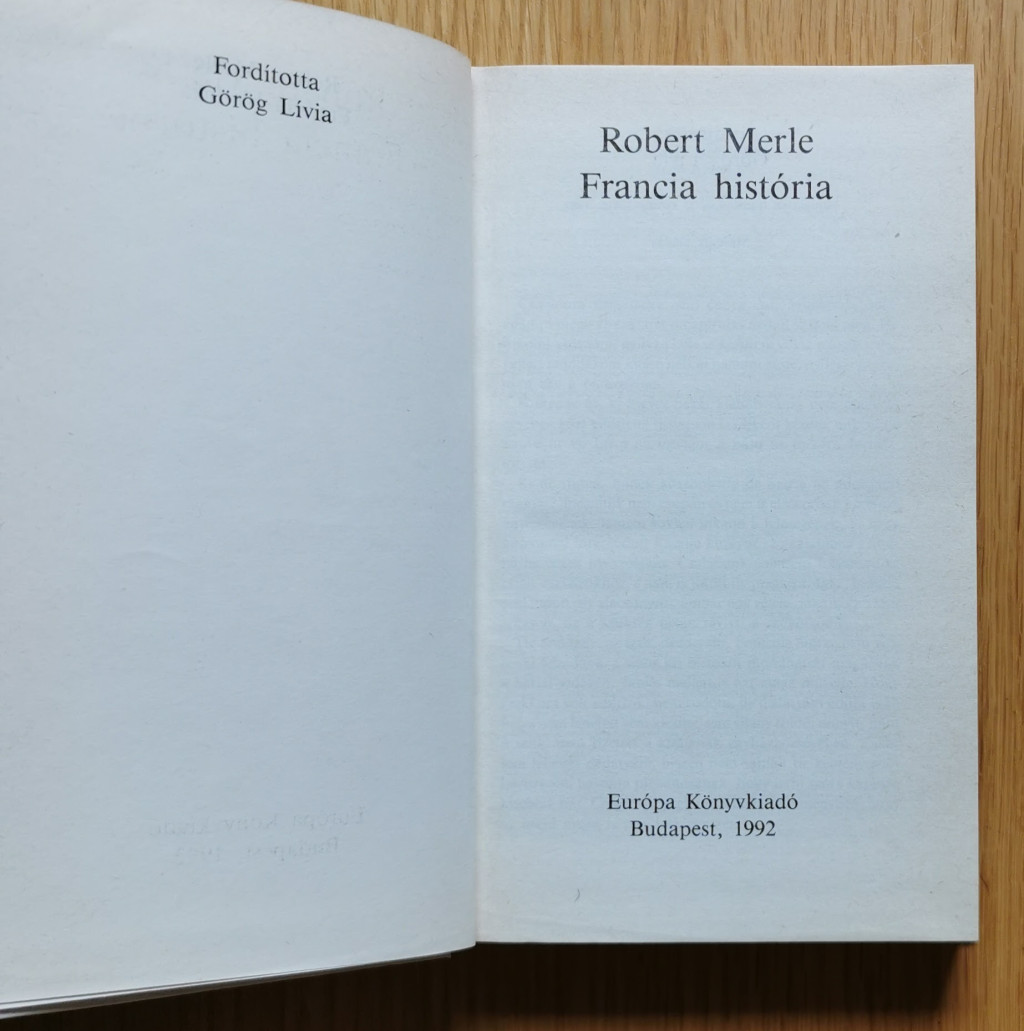 Fordította
Görög Lívia
Robert Merle
Francia história
Európa Könyvkiadó
Budapest, 1992